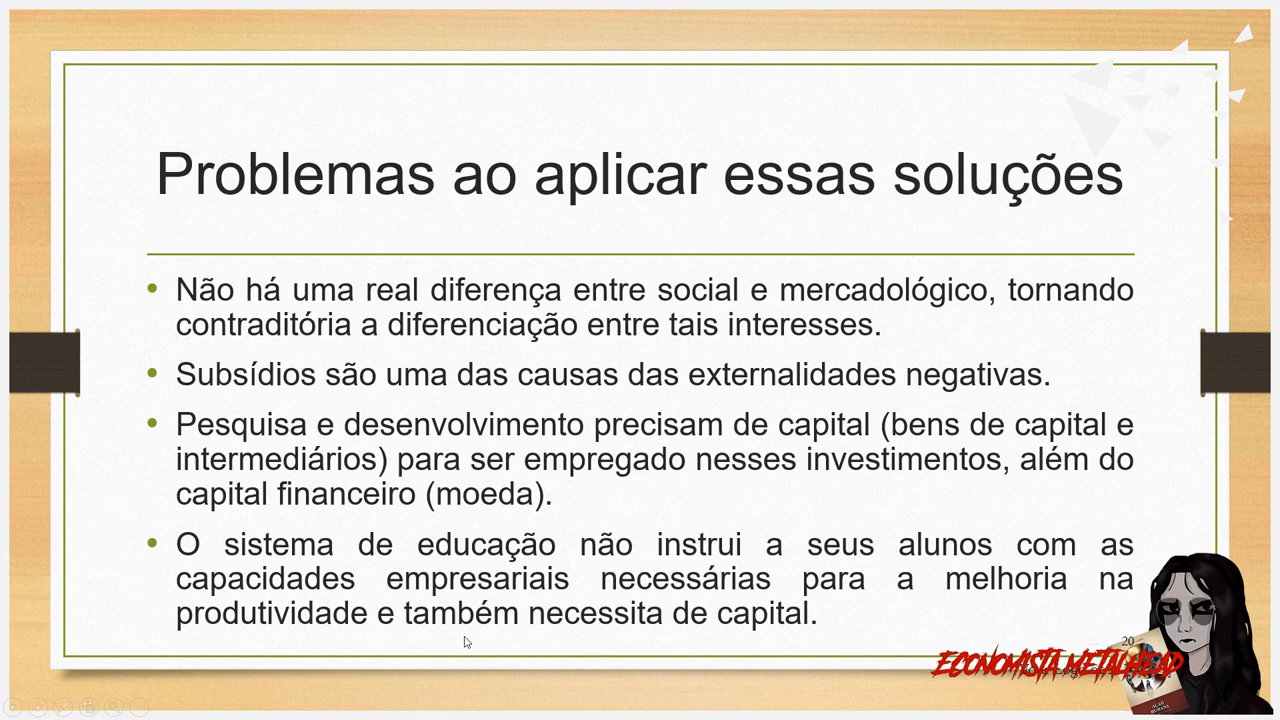 Problemas ao aplicar essas soluções
• Não há uma real diferença entre social e mercadológico, tornando
contraditória a diferenciação entre tais interesses.
• Subsídios são uma das causas das externalidades negativas.
• Pesquisa e desenvolvimento precisam de capital (bens de capital e
intermediários) para ser empregado nesses investimentos, além do
capital financeiro (moeda).
• O sistema de educação não instrui a seus alunos com as
capacidades empresariais necessárias para a melhoria na
produtividade e também necessita de capital.
20
ECONOMISTA METALHEAD
AÇÃO
HUMANA